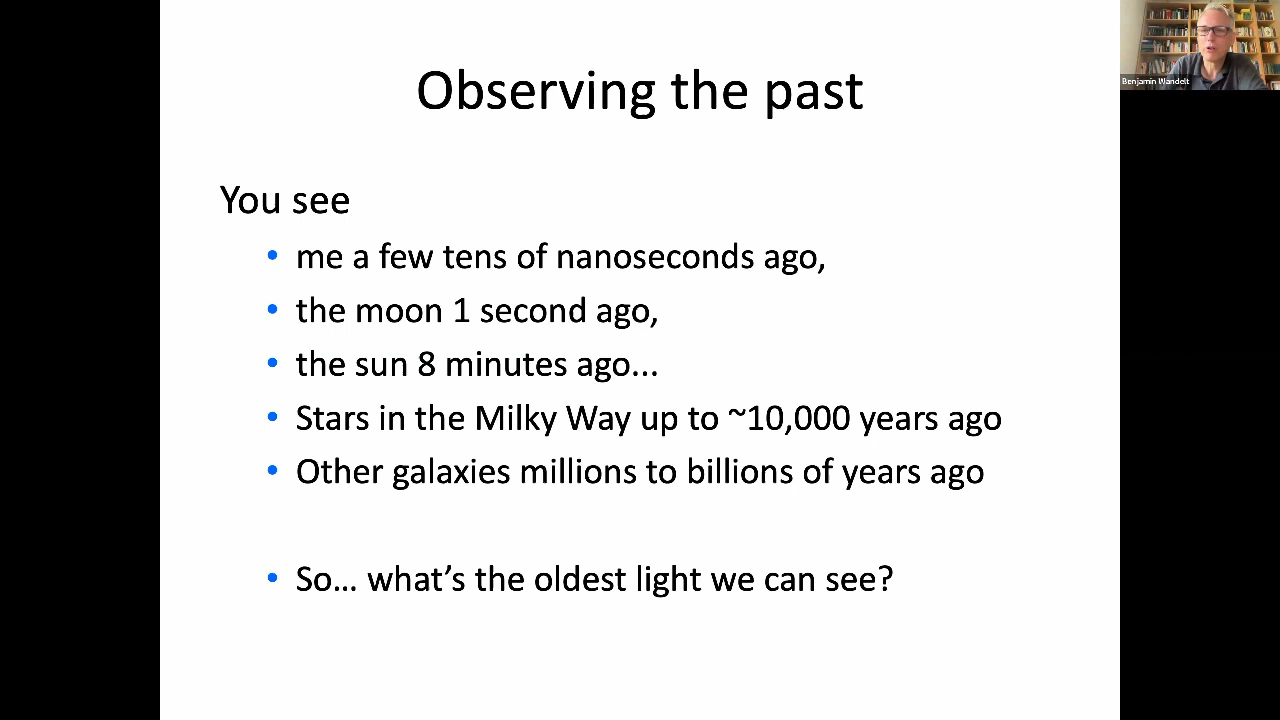 Observing the past
Benjamin Wandelt
You see
• me a few tens of nanoseconds ago,
• the moon 1 second ago,
• the sun 8 minutes ago...
• Stars in the Milky Way up to ~10,000 years ago
• Other galaxies millions to billions of years ago
• So... what's the oldest light we can see?